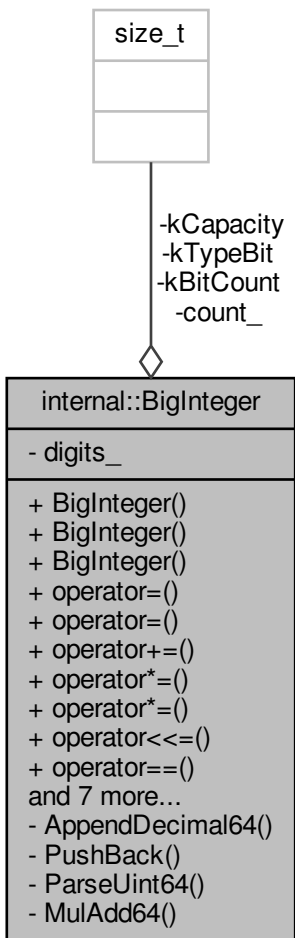 size_t
-kCapacity
-kTypeBit
-kBitCount
-count_
internal::BigInteger
- digits_
+ BigInteger()
+ BigInteger()
+ BigInteger()
+ operator=()
+ operator=()
+ operator+=()
+ operator*=()
+ operator*=()
+ operator<<=()
+ operator==()
and 7 more...
- AppendDecimal64()
- PushBack()
- ParseUint64()
- MulAdd64()